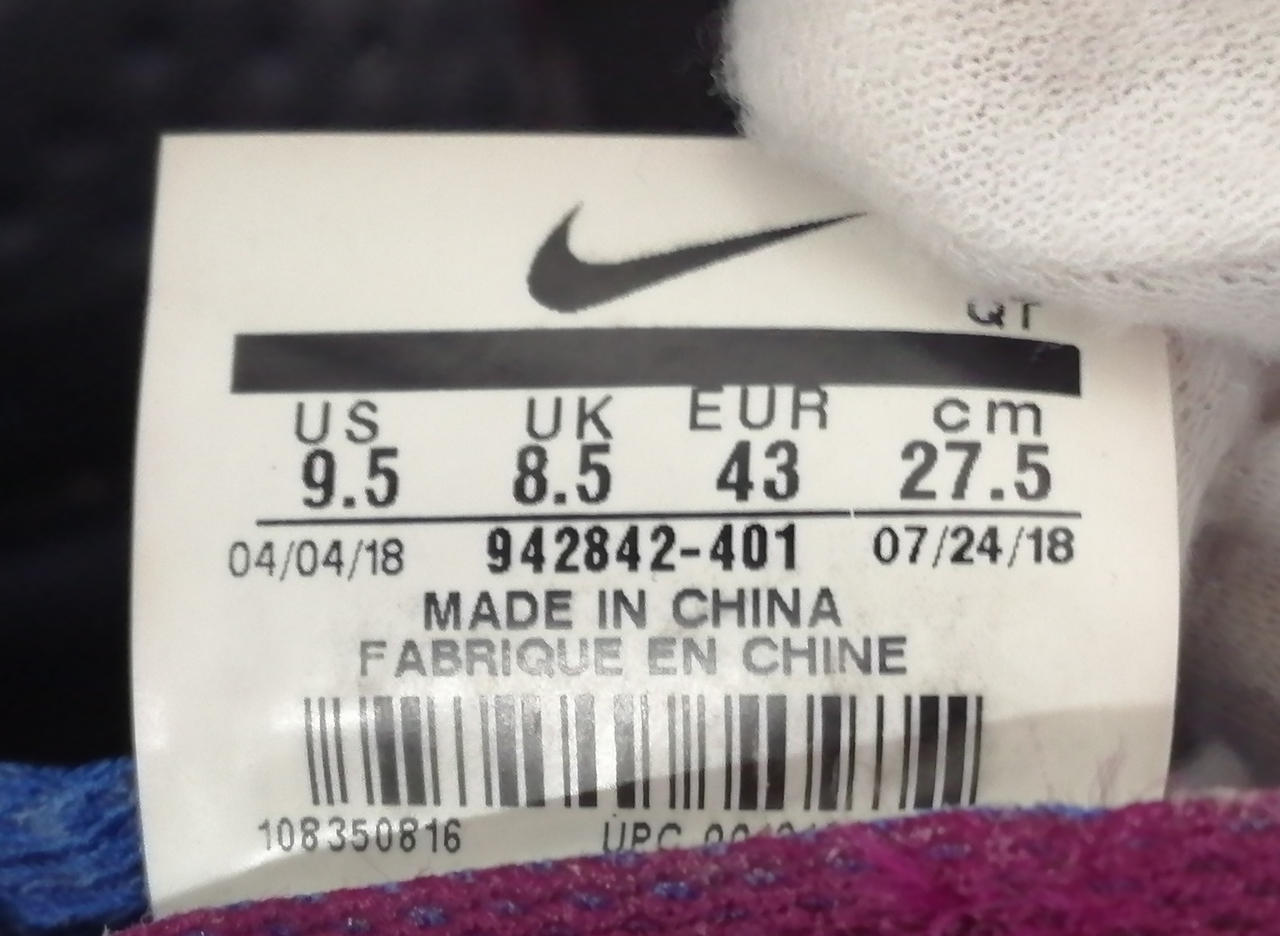 QT
US UK EUR cm
9.5 8.5 43 27.5
04/04/18 942842-401 07/24/18
MADE IN CHINA
FABRIQUE EN CHINE
108350816 UPC